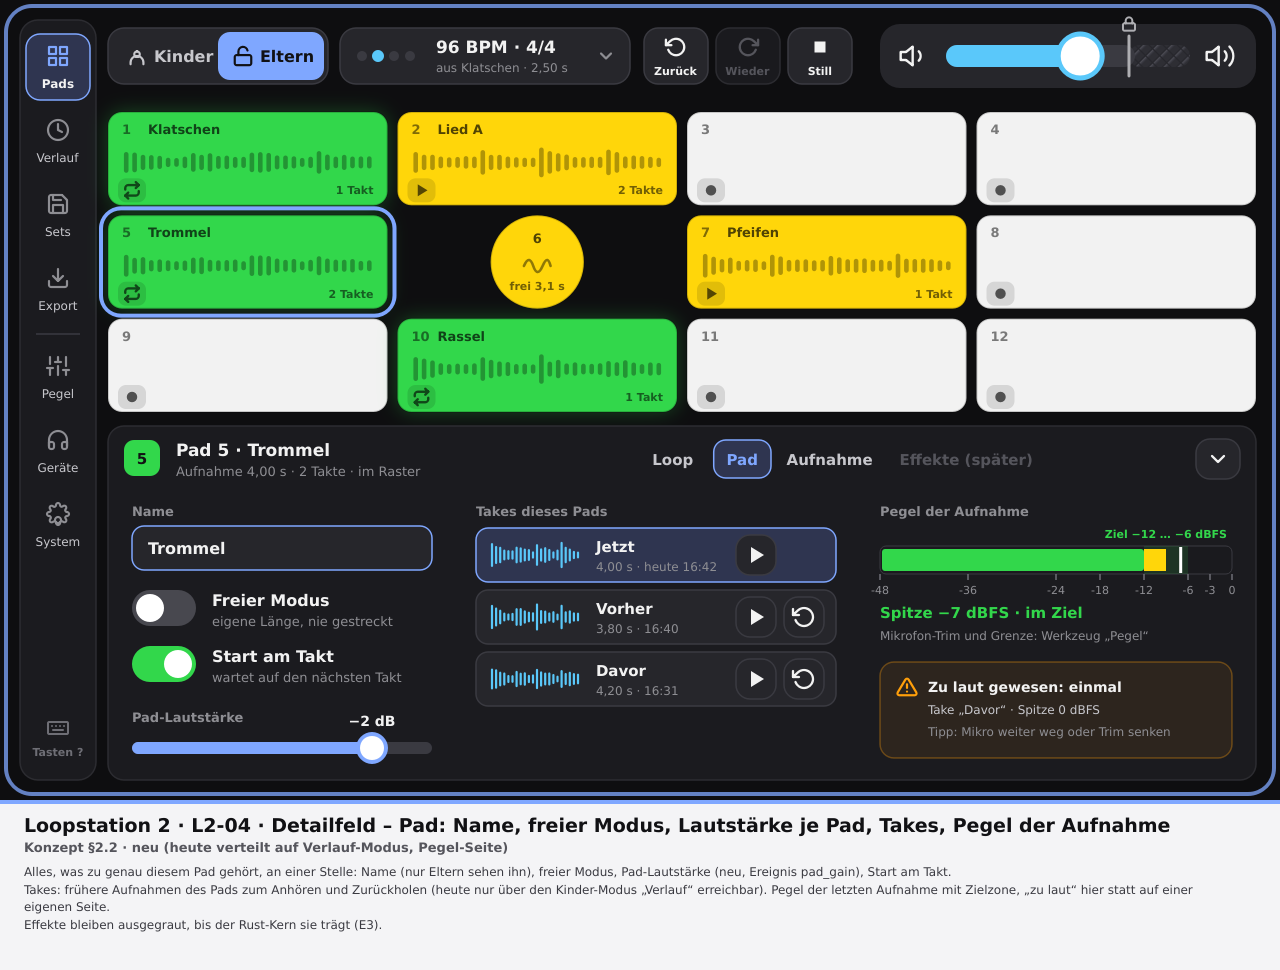 Pads
Verlauf
Sets
Export
Pegel
Geräte
System
Tasten ?
Kinder
Eltern
96 BPM · 4/4
aus Klatschen · 2,50 s
Zurück
Wieder
Still
1 Klatschen
1 Takt
2 Lied A
2 Takte
3
4
5 Trommel
2 Takte
6
frei 3,1 s
7 Pfeifen
1 Takt
8
9
10 Rassel
1 Takt
11
12
5
Pad 5 · Trommel
Aufnahme 4,00 s · 2 Takte · im Raster
Loop
Pad
Aufnahme
Effekte (später)
Name
Trommel
Freier Modus
eigene Länge, nie gestreckt
Start am Takt
wartet auf den nächsten Takt
Pad-Lautstärke
−2 dB
Takes dieses Pads
Jetzt
4,00 s · heute 16:42
Vorher
3,80 s · 16:40
Davor
4,20 s · 16:31
Pegel der Aufnahme
Ziel −12 … −6 dBFS
-48 -36 -24 -18 -12 -6 -3 0
Spitze −7 dBFS · im Ziel
Mikrofon-Trim und Grenze: Werkzeug „Pegel“
Zu laut gewesen: einmal
Take „Davor“ · Spitze 0 dBFS
Tipp: Mikro weiter weg oder Trim senken
Loopstation 2 · L2-04 · Detailfeld – Pad: Name, freier Modus, Lautstärke je Pad, Takes, Pegel der Aufnahme
Konzept §2.2 · neu (heute verteilt auf Verlauf-Modus, Pegel-Seite)
Alles, was zu genau diesem Pad gehört, an einer Stelle: Name (nur Eltern sehen ihn), freier Modus, Pad-Lautstärke (neu, Ereignis pad_gain), Start am Takt.
Takes: frühere Aufnahmen des Pads zum Anhören und Zurückholen (heute nur über den Kinder-Modus „Verlauf“ erreichbar). Pegel der letzten Aufnahme mit Zielzone, „zu laut“ hier statt auf einer
eigenen Seite.
Effekte bleiben ausgegraut, bis der Rust-Kern sie trägt (E3).